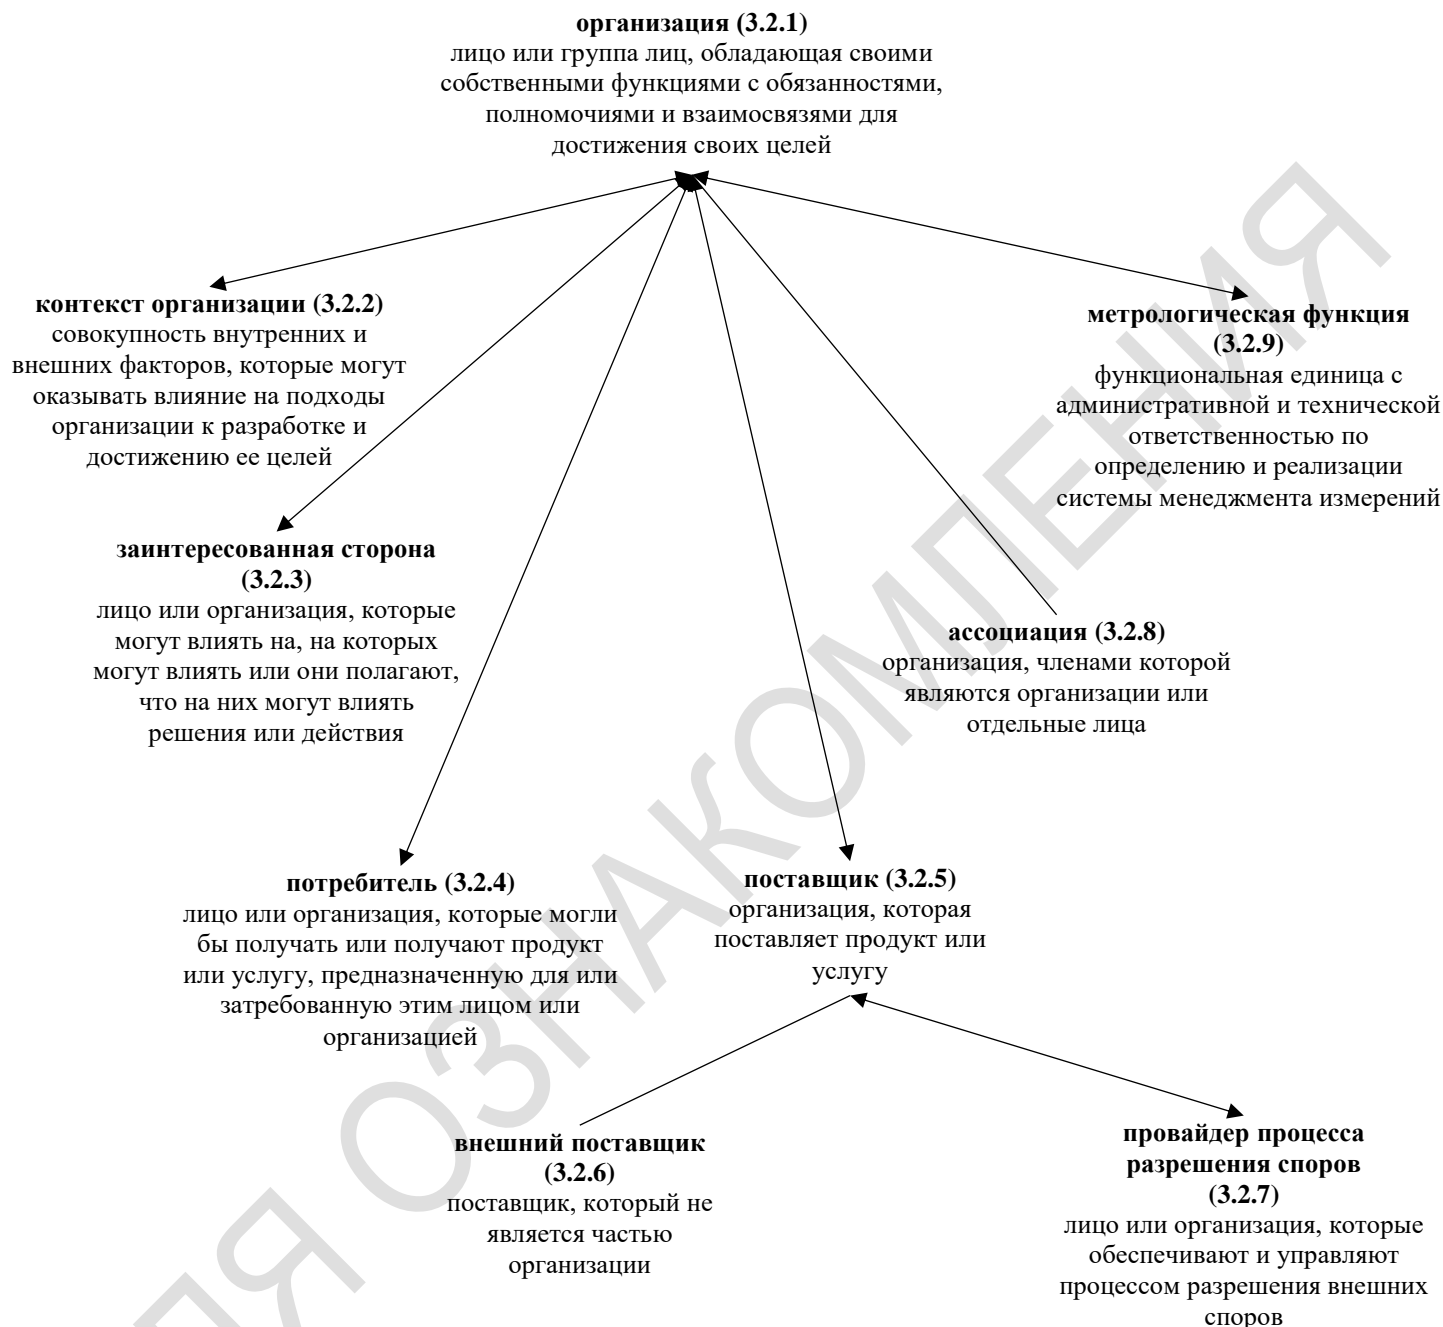 организация (3.2.1)
лицо или группа лиц, обладающая своими
собственными функциями с обязанностями,
полномочиями и взаимосвязями для
достижения своих целей
контекст организации (3.2.2)
совокупность внутренних и
внешних факторов, которые могут
оказывать влияние на подходы
организации к разработке и
достижению ее целей
метрологическая функция
(3.2.9)
функциональная единица с
административной и технической
ответственностью по
определению и реализации
системы менеджмента измерений
заинтересованная сторона
(3.2.3)
лицо или организация, которые
могут влиять на, на которых
могут влиять или они полагают,
что на них могут влиять
решения или действия
ассоциация (3.2.8)
организация, членами которой
являются организации или
отдельные лица
потребитель (3.2.4)
лицо или организация, которые могли
бы получать или получают продукт
или услугу, предназначенную для или
затребованную этим лицом или
организацией
поставщик (3.2.5)
организация, которая
поставляет продукт или
услугу
внешний поставщик
(3.2.6)
поставщик, который не
является частью
организации
провайдер процесса
разрешения споров
(3.2.7)
лицо или организация, которые
обеспечивают и управляют
процессом разрешения внешних
споров
ЛЯ ОЗНАКОМЛЕНИЯ